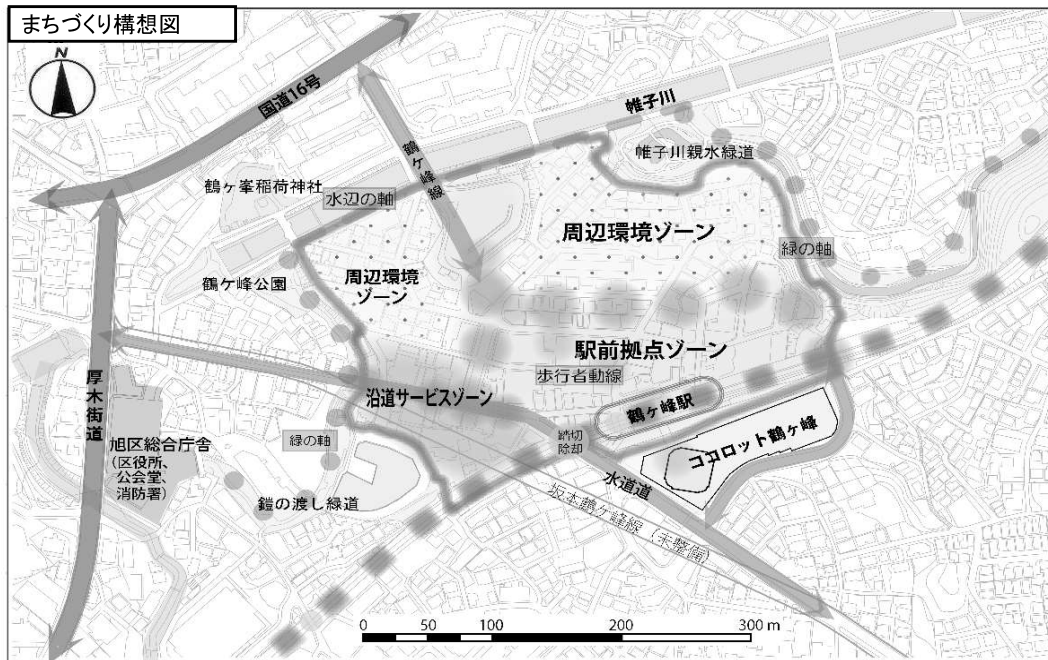 まちづくり構想図
N
国道16号
帷子川
鶴ヶ峰線
帷子川親水緑道
鶴ヶ峯稲荷神社
水辺の軸
周辺環境ゾーン
緑の軸
鶴ケ峰公園
周辺環境
ゾーン
駅前拠点ゾーン
歩行者動線
沿道サービスゾーン
鶴ヶ峰駅
厚木街道
踏切
除却
ココロット鶴ヶ峰
旭区総合庁舎
(区役所、
公会堂、
消防署)
緑の軸
水道道
鎧の渡し緑道
坂本鶴ヶ峰線(未整備)
0 50 100 200 300 m